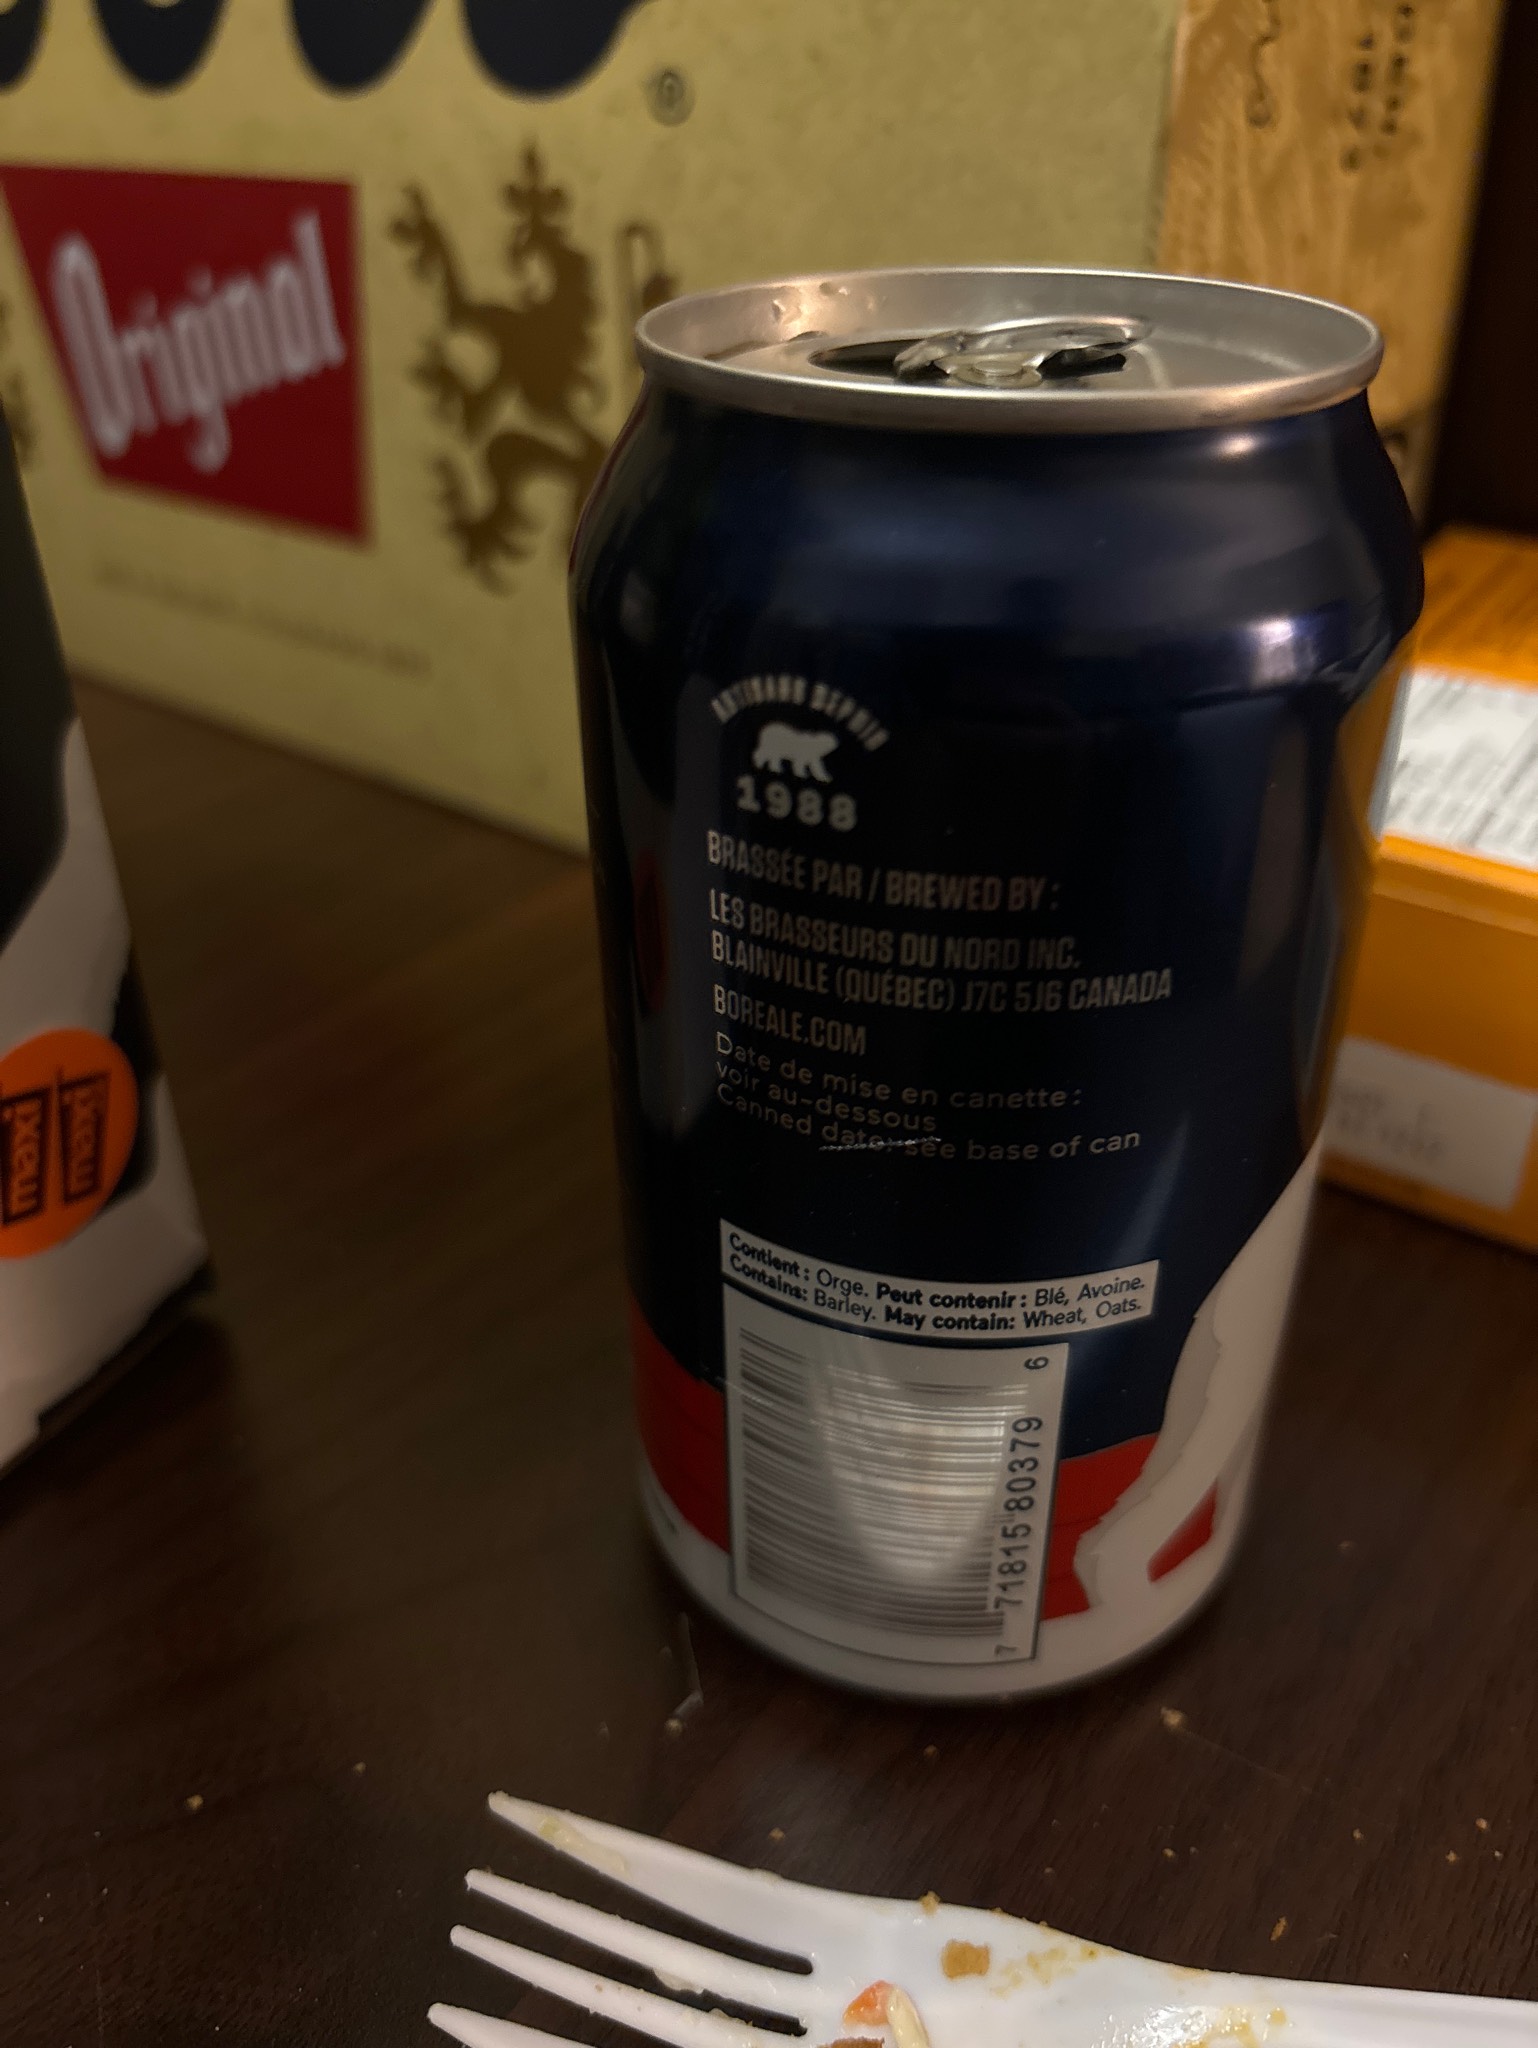 ®
Original
maxi
maxi
ARTISANS DEPUIS
1988
BRASSÉE PAR / BREWED BY :
LES BRASSEURS DU NORD INC.
BLAINVILLE (QUÉBEC) J7C 5J6 CANADA
BOREALE.COM
Date de mise en canette :
voir au-dessous
Canned date: see base of can
Contient : Orge. Peut contenir : Blé, Avoine.
Contains: Barley. May contain: Wheat, Oats.
7 71815 80379 6